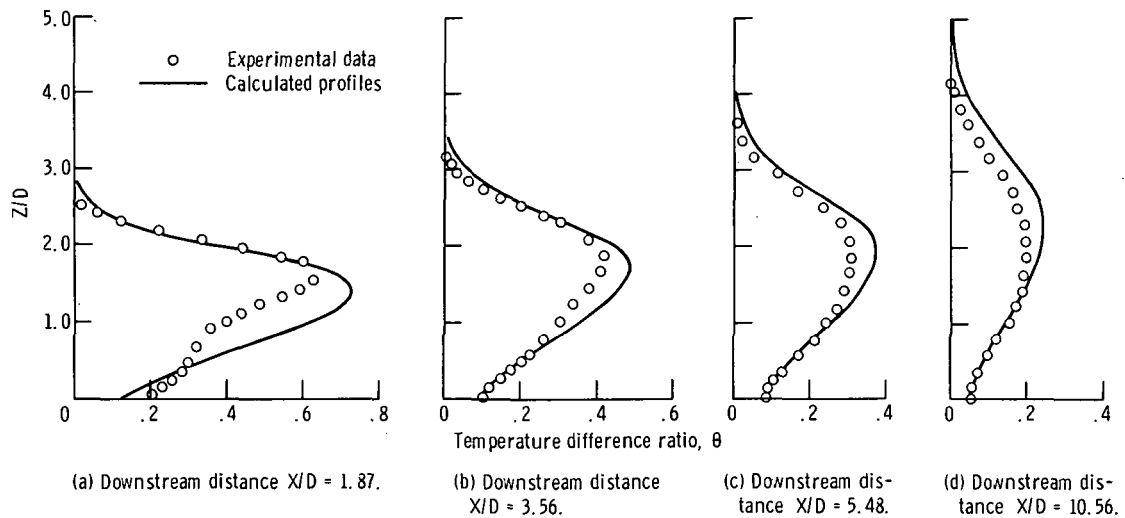 5.0
Experimental data
Calculated profiles
4.0
3.0
Z/D
2.0
1.0
0 .2 .4 .6 .8
0 .2 .4 .6
0 .2 .4
0 .2 .4
Temperature difference ratio, θ
(a) Downstream distance X/D = 1.87.
(b) Downstream distance
X/D = 3.56.
(c) Downstream dis-
tance X/D = 5.48.
(d) Downstream dis-
tance X/D = 10.56.